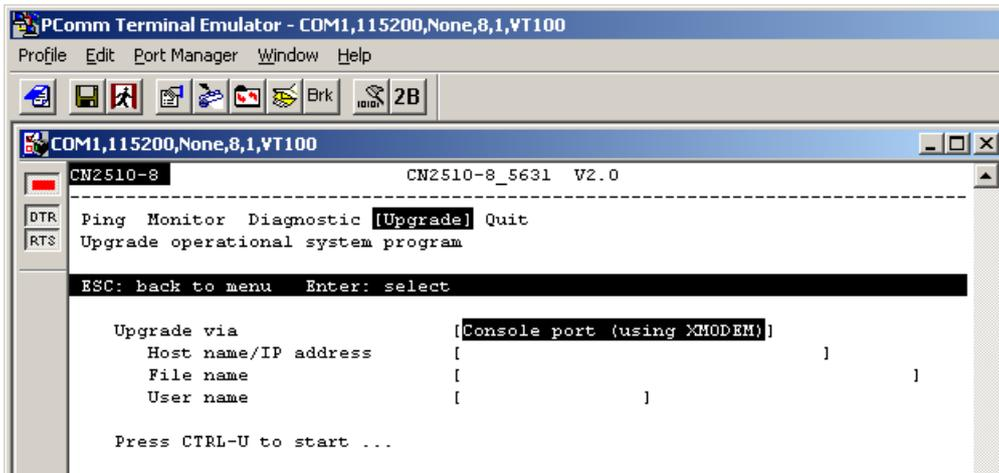 PComm Terminal Emulator - COM1,115200,None,8,1,VT100
Profile Edit Port Manager Window Help
Brk 2B
COM1,115200,None,8,1,VT100
CN2510-8 CN2510-8_5631 V2.0
DTR
RTS
Ping Monitor Diagnostic [Upgrade] Quit
Upgrade operational system program
ESC: back to menu Enter: select
Upgrade via [Console port (using XMODEM)]
Host name/IP address [ ]
File name [ ]
User name [ ]
Press CTRL-U to start ...